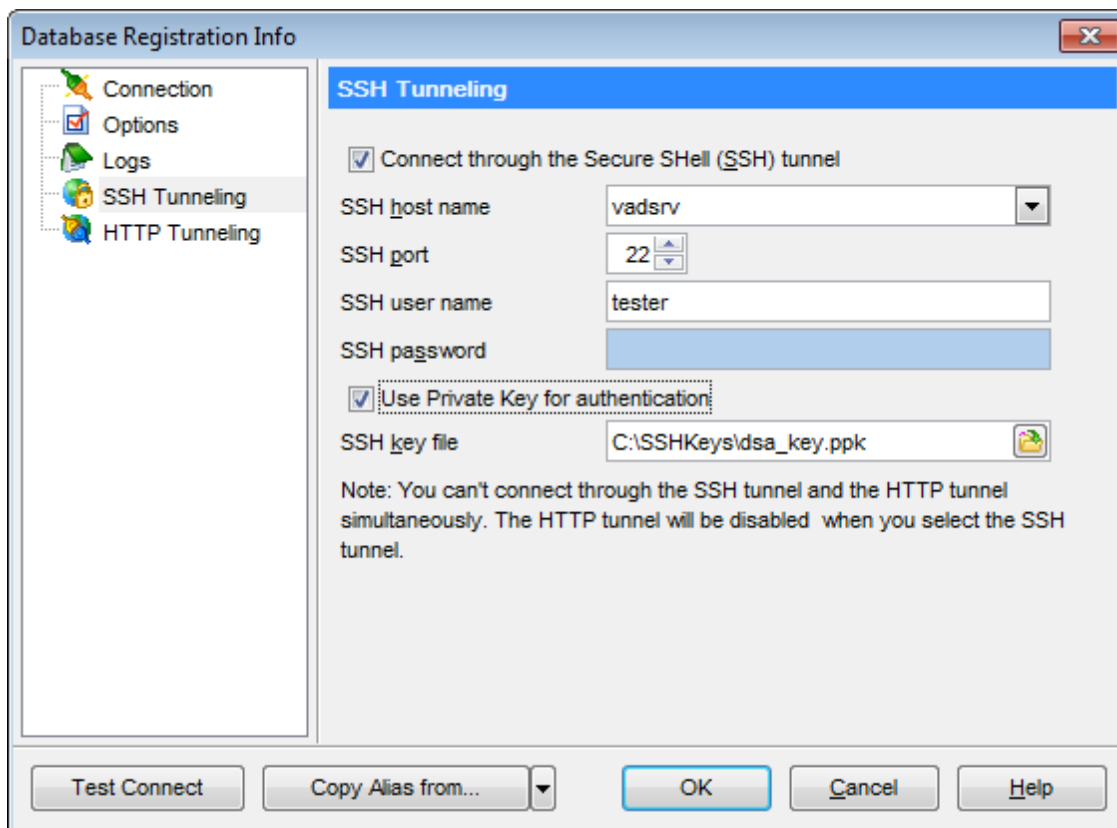 Database Registration Info
Connection
Options
Logs
SSH Tunneling
HTTP Tunneling
SSH Tunneling
Connect through the Secure SHell (SSH) tunnel
SSH host name vadsrv
SSH port 22
SSH user name tester
SSH password
Use Private Key for authentication
SSH key file C:\SSHKeys\dsa_key.ppk
Note: You can't connect through the SSH tunnel and the HTTP tunnel
simultaneously. The HTTP tunnel will be disabled  when you select the SSH
tunnel.
Test Connect Copy Alias from... OK Cancel Help